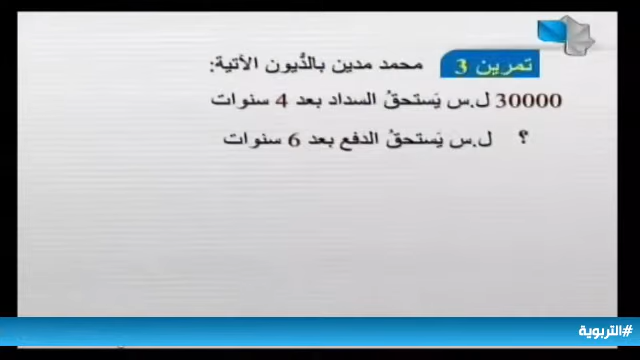 تمرين 3 محمد مدين بالدُّيون الآتية:
30000 ل.س يَستحقُ السداد بعد 4 سنوات
؟ ل.س يَستحقُ الدفع بعد 6 سنوات
#التربوية